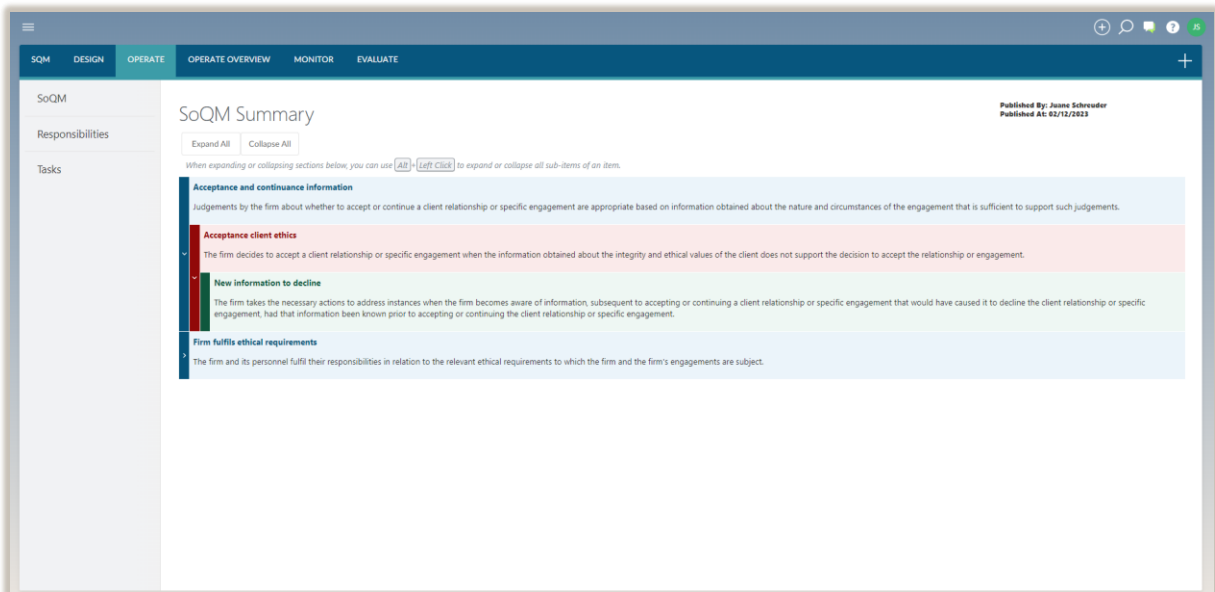 JS
SQM DESIGN OPERATE OPERATE OVERVIEW MONITOR EVALUATE
SoQM
Responsibilities
Tasks
SoQM Summary
Published By: Juane Schreuder
Published At: 02/12/2023
Expand All Collapse All
When expanding or collapsing sections below, you can use Alt + Left Click to expand or collapse all sub-items of an item.
Acceptance and continuance information
Judgements by the firm about whether to accept or continue a client relationship or specific engagement are appropriate based on information obtained about the nature and circumstances of the engagement that is sufficient to support such judgements.
Acceptance client ethics
The firm decides to accept a client relationship or specific engagement when the information obtained about the integrity and ethical values of the client does not support the decision to accept the relationship or engagement.
New information to decline
The firm takes the necessary actions to address instances when the firm becomes aware of information, subsequent to accepting or continuing a client relationship or specific engagement that would have caused it to decline the client relationship or specific
engagement, had that information been known prior to accepting or continuing the client relationship or specific engagement.
Firm fulfils ethical requirements
The firm and its personnel fulfil their responsibilities in relation to the relevant ethical requirements to which the firm and the firm's engagements are subject.